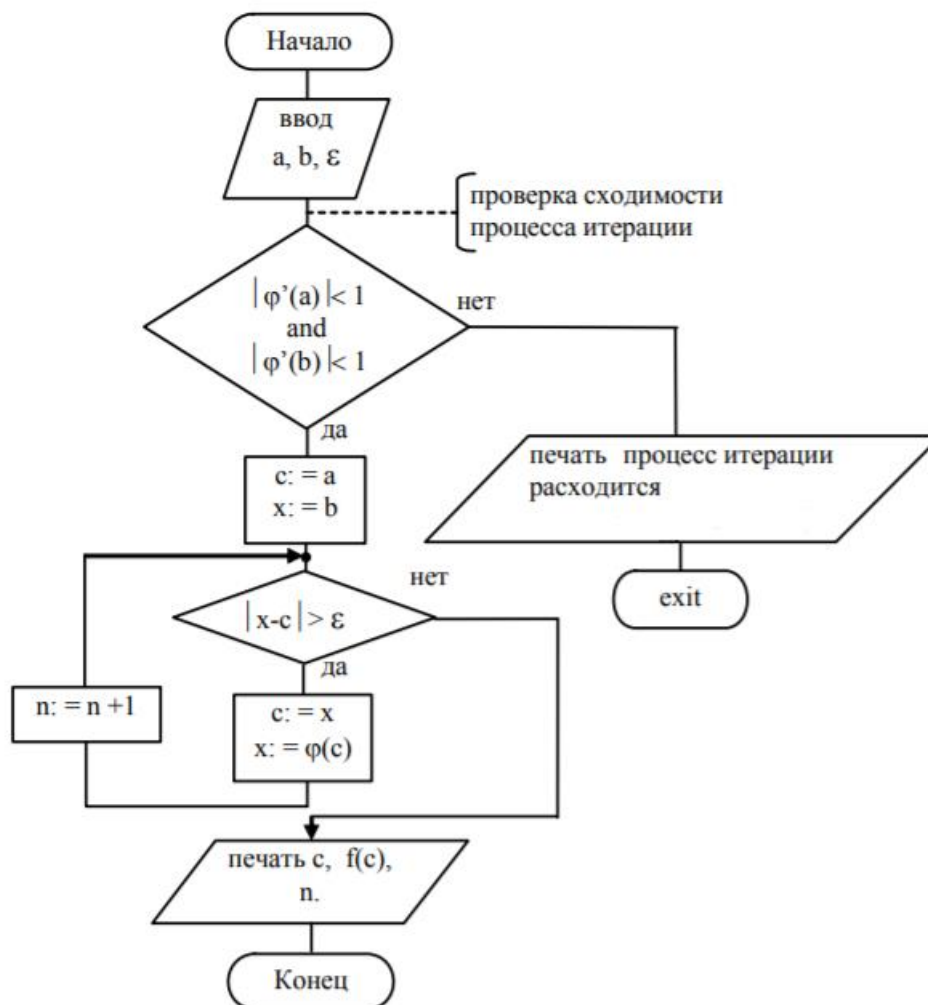 Начало
ввод
a, b, ε
проверка сходимости
процесса итерации
|φ’(a)|< 1
and
|φ’(b)|< 1
нет
да
c: = a
x: = b
печать процесс итерации
расходится
exit
нет
|x-c|> ε
да
n: = n +1
c: = x
x: = φ(c)
печать c, f(c),
n.
Конец